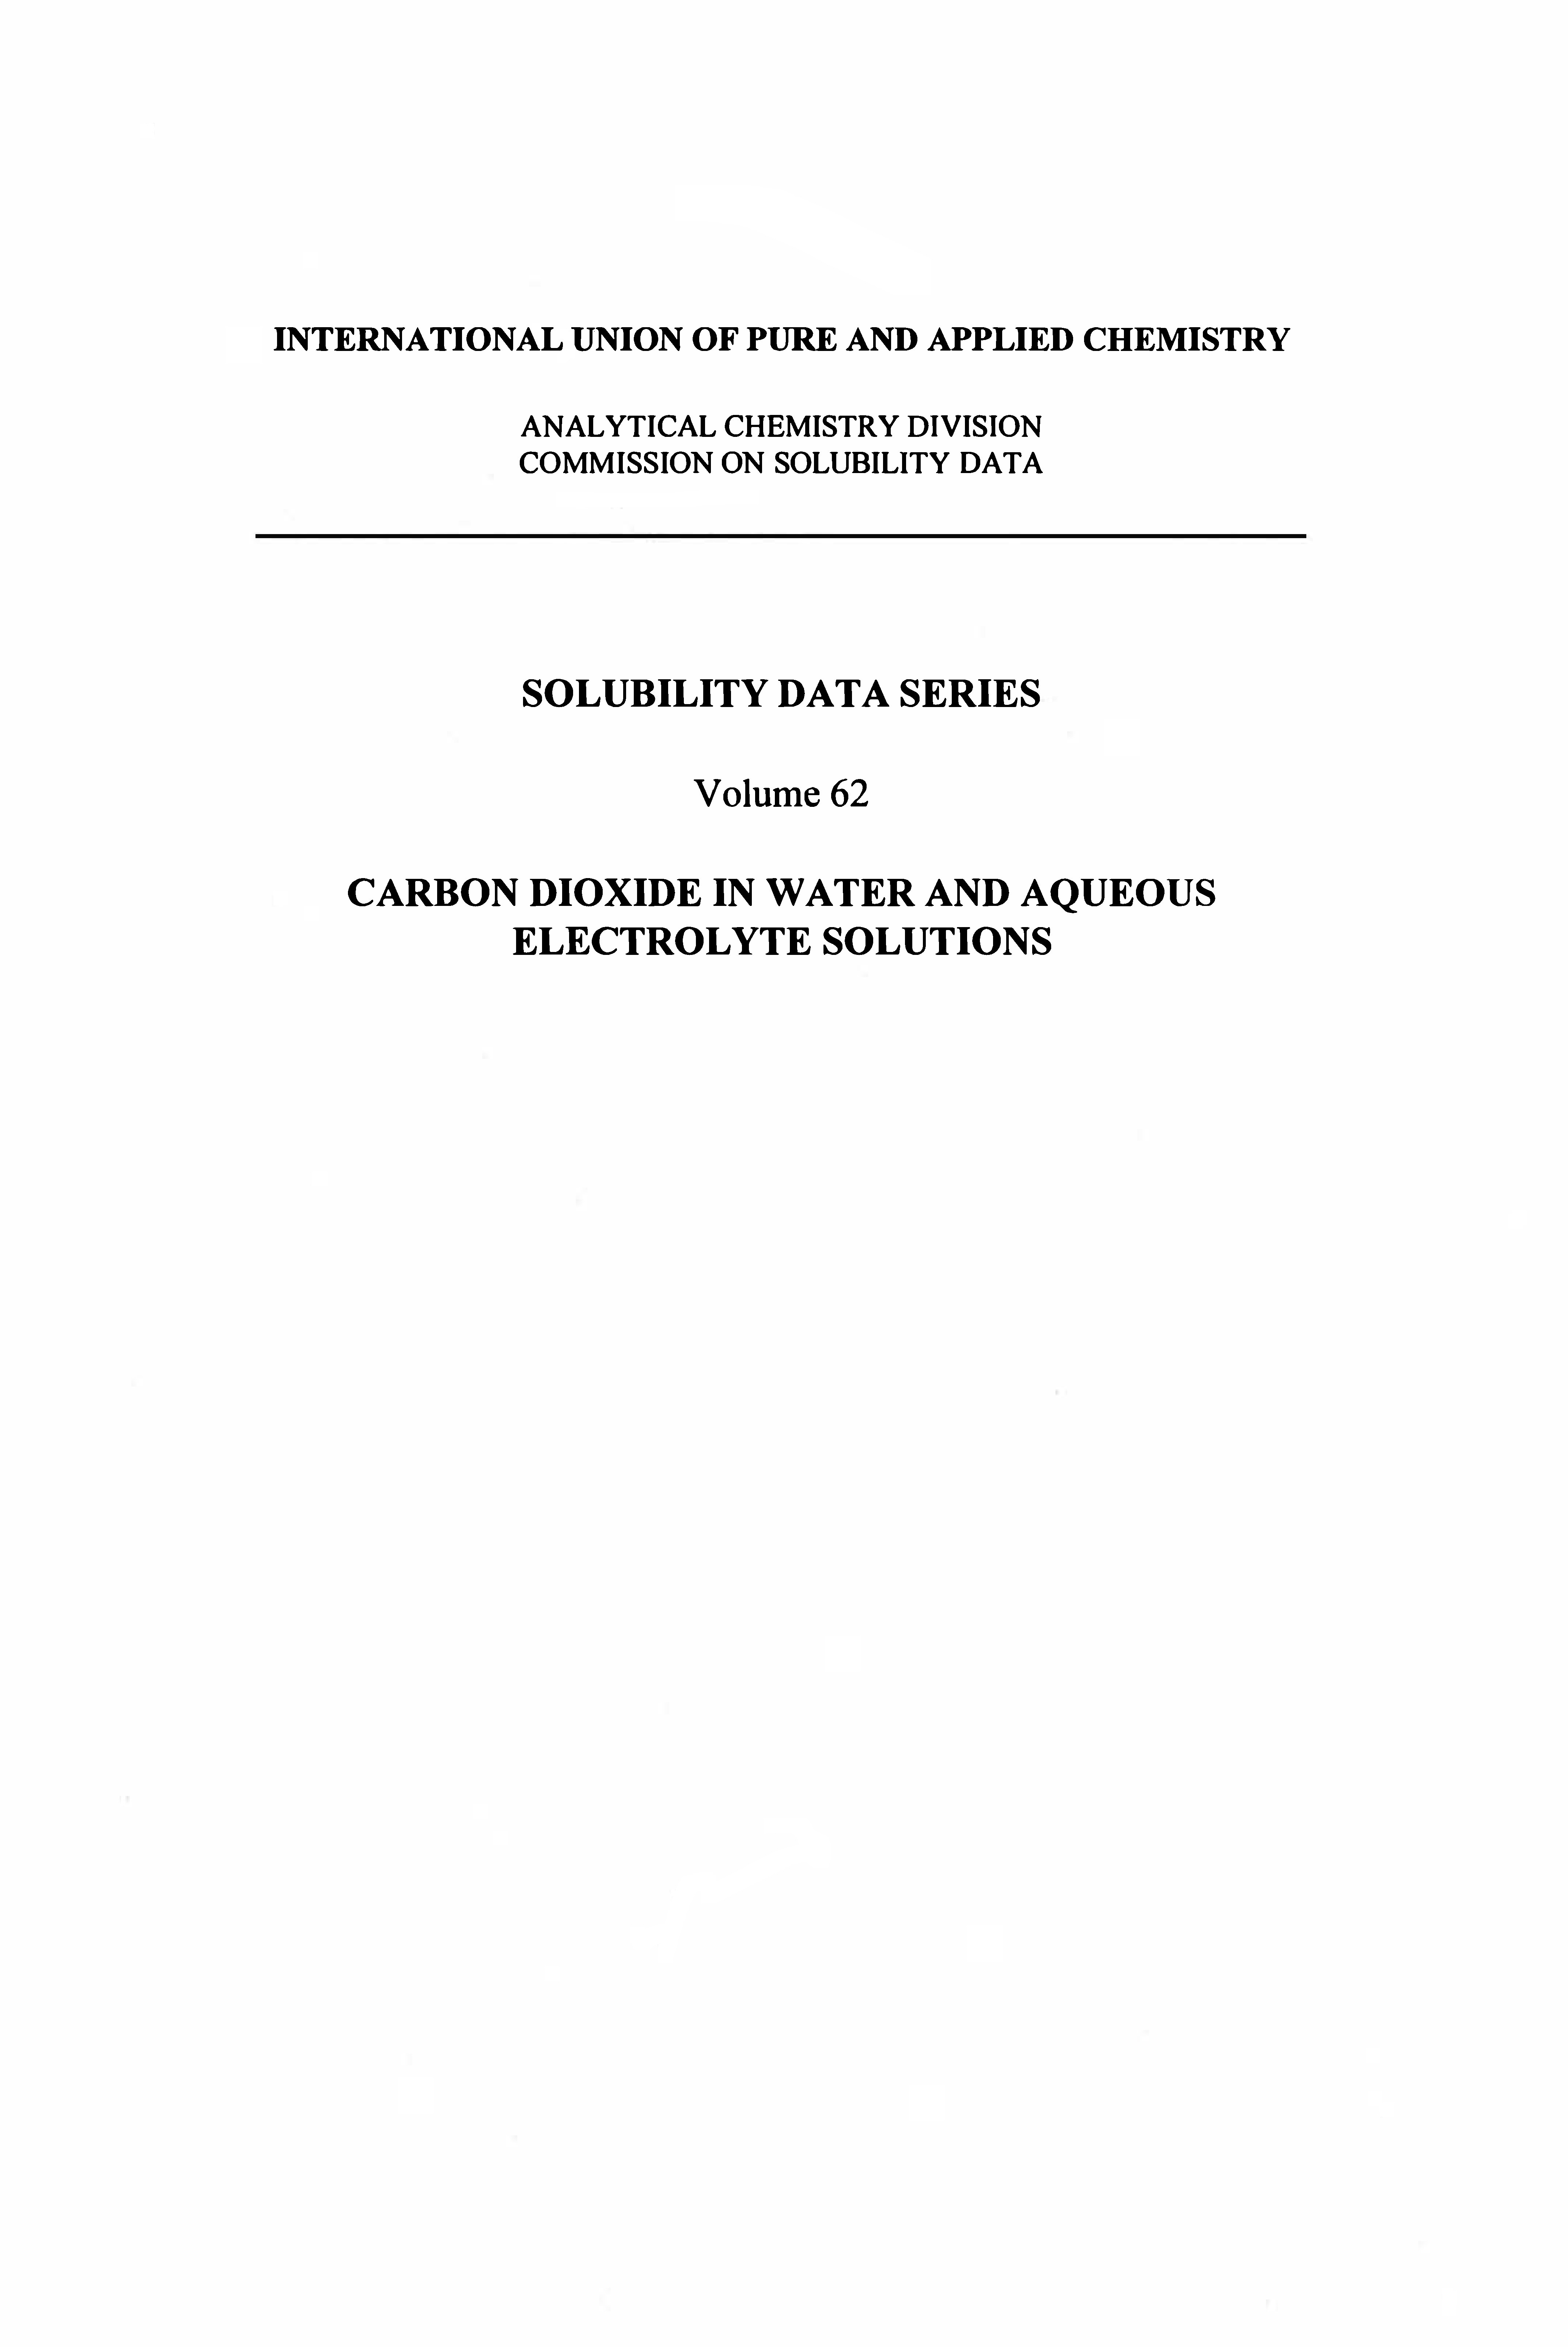 INTERNATIONAL UNION OF PURE AND APPLIED CHEMISTRY
ANALYTICAL CHEMISTRY DIVISION
COMMISSION ON SOLUBILITY DATA
SOLUBILITY DATA SERIES
Volume 62
CARBON DIOXIDE IN WATER AND AQUEOUS
ELECTROLYTE SOLUTIONS